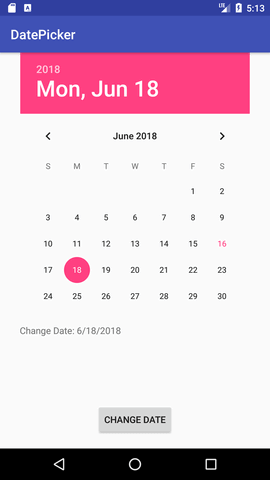 5:13
DatePicker
2018
Mon, Jun 18
June 2018
S M T W T F S
1 2
3 4 5 6 7 8 9
10 11 12 13 14 15 16
17 18 19 20 21 22 23
24 25 26 27 28 29 30
Change Date: 6/18/2018
CHANGE DATE